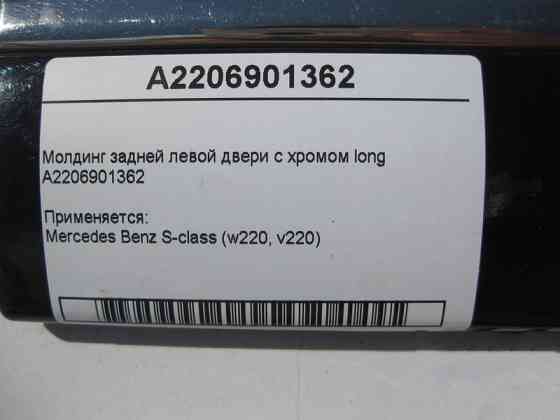 A2206901362
Молдинг задней левой двери с хромом long
A2206901362
Применяется:
Mercedes Benz S-class (w220, v220)